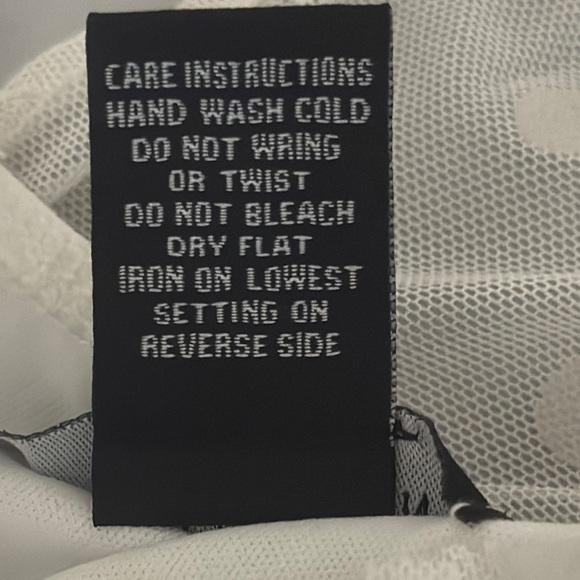 CARE INSTRUCTIONS
HAND WASH COLD
DO NOT WRING
OR TWIST
DO NOT BLEACH
DRY FLAT
IRON ON LOWEST
SETTING ON
REVERSE SIDE